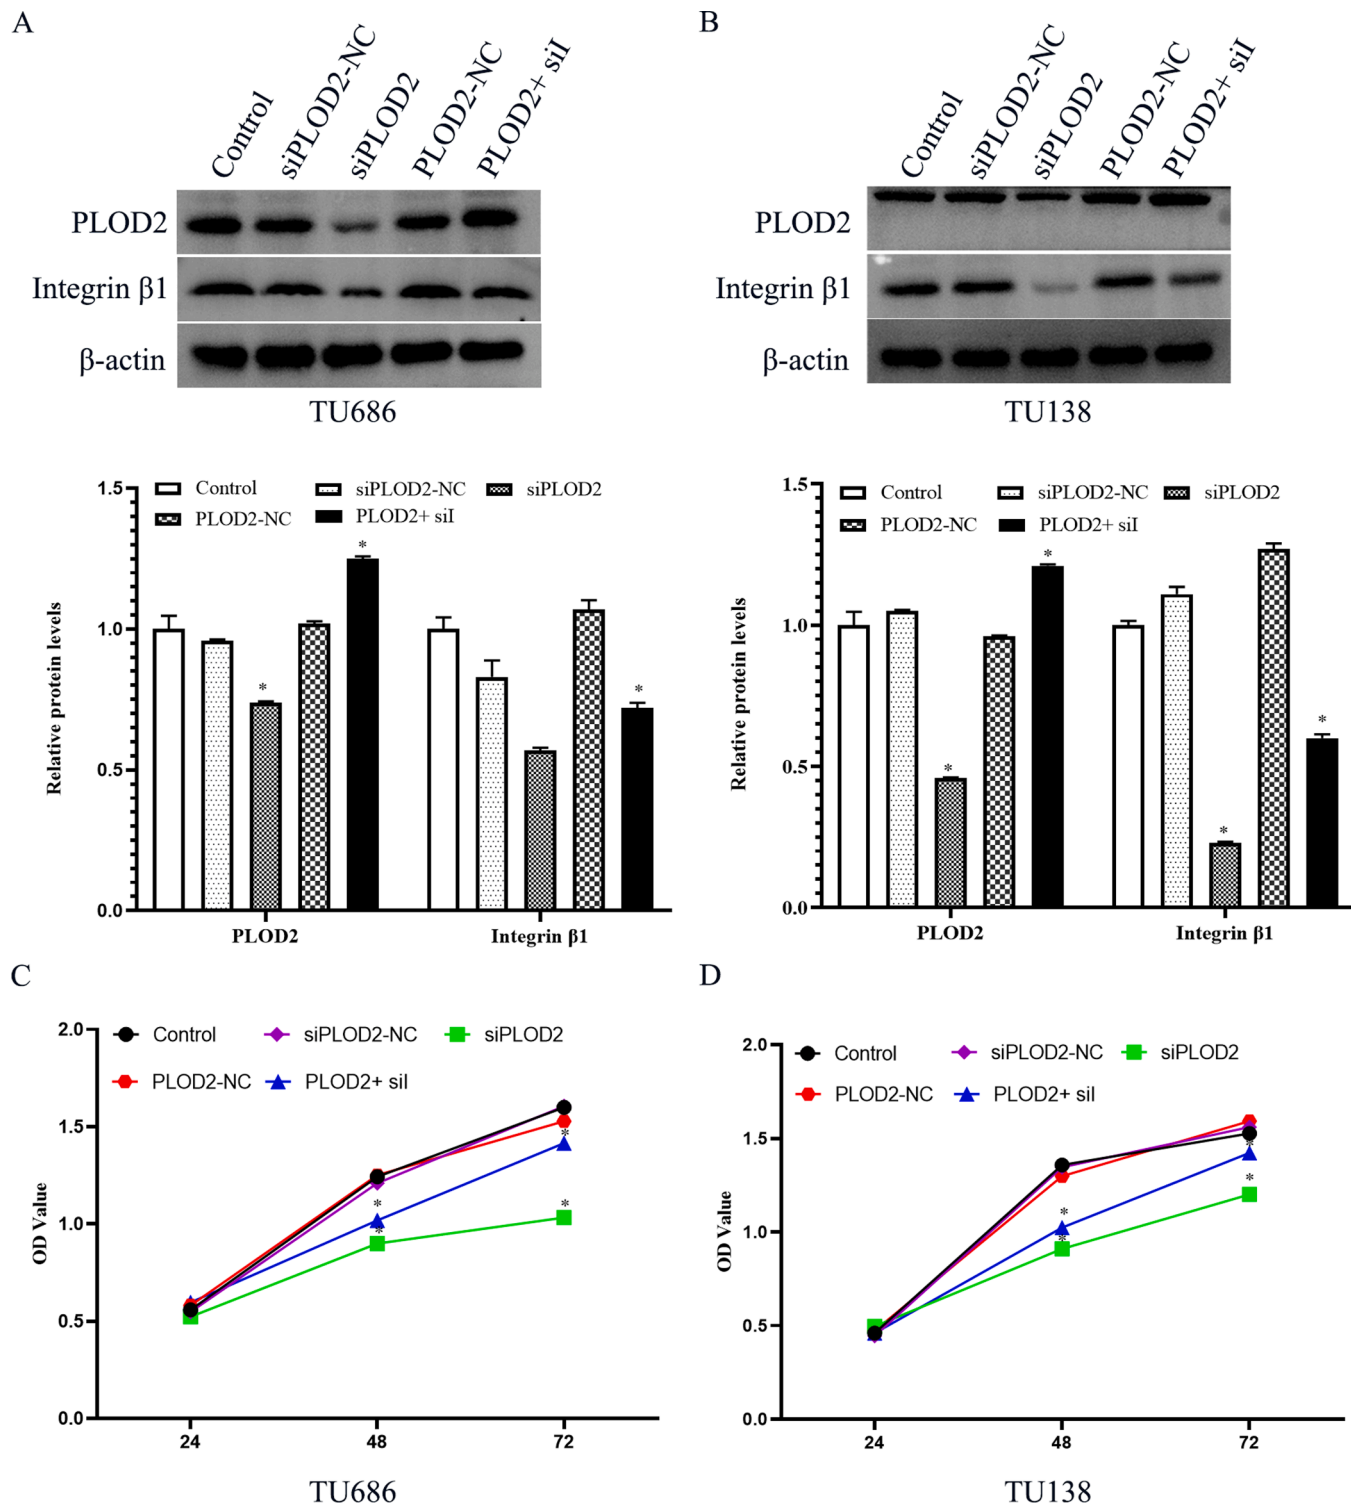 A
Control
siPLOD2-NC
siPLOD2
PLOD2-NC
PLOD2+ siI
PLOD2
Integrin β1
β-actin
TU686
1.5
1.0
0.5
0.0
Relative protein levels
Control
siPLOD2-NC
siPLOD2
PLOD2-NC
PLOD2+ siI
*
*
*
PLOD2
Integrin β1
B
Control
siPLOD2-NC
siPLOD2
PLOD2-NC
PLOD2+ siI
PLOD2
Integrin β1
β-actin
TU138
1.5
1.0
0.5
0.0
Relative protein levels
Control
siPLOD2-NC
siPLOD2
PLOD2-NC
PLOD2+ siI
*
*
*
*
PLOD2
Integrin β1
C
2.0
1.5
1.0
0.5
0.0
OD Value
Control
siPLOD2-NC
siPLOD2
PLOD2-NC
PLOD2+ siI
*
*
*
*
24
48
72
TU686
D
2.0
1.5
1.0
0.5
0.0
OD Value
Control
siPLOD2-NC
siPLOD2
PLOD2-NC
PLOD2+ siI
*
*
*
*
24
48
72
TU138